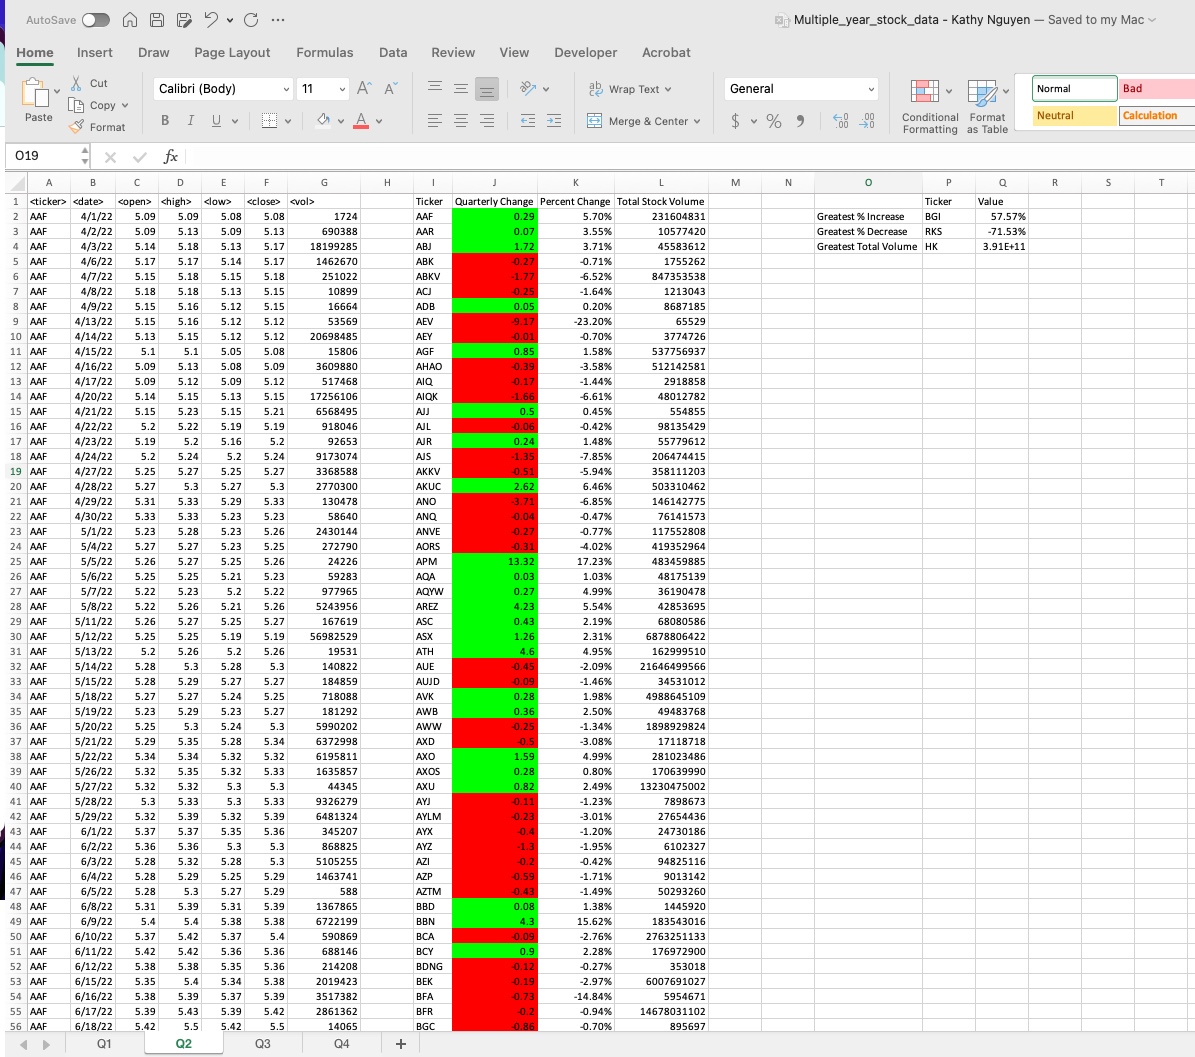 AutoSave
Multiple_year_stock_data - Kathy Nguyen — Saved to my Mac
Home Insert Draw Page Layout Formulas Data Review View Developer Acrobat
Paste
Cut
Copy
Format
Calibri (Body) 11
B I U A
ab Wrap Text
Merge & Center
General
$ % 9
Conditional Formatting
Format as Table
Normal Bad
Neutral Calculation
O19 fx
A B C D E F G H I J K L M N O P Q R S T
1 <ticker> <date> <open> <high> <low> <close> <vol> Ticker Quarterly Change Percent Change Total Stock Volume Ticker Value
2 AAF 4/1/22 5.09 5.09 5.08 5.08 1724 AAF 0.29 5.70% 231604831 Greatest % Increase BGI 57.57%
3 AAF 4/2/22 5.09 5.13 5.09 5.13 690388 AAR 0.07 3.55% 10577420 Greatest % Decrease RKS -71.53%
4 AAF 4/3/22 5.14 5.18 5.13 5.17 18199285 ABJ 1.72 3.71% 45583612 Greatest Total Volume HK 3.91E+11
5 AAF 4/6/22 5.17 5.17 5.14 5.17 1462670 ABK -0.27 -0.71% 1755262
6 AAF 4/7/22 5.15 5.18 5.15 5.18 251022 ABKV -1.77 -6.52% 847353538
7 AAF 4/8/22 5.18 5.18 5.13 5.15 10899 ACJ -0.25 -1.64% 1213043
8 AAF 4/9/22 5.15 5.16 5.12 5.15 16664 ADB 0.05 0.20% 8687185
9 AAF 4/13/22 5.15 5.16 5.12 5.12 53569 AEV -9.17 -23.20% 65529
10 AAF 4/14/22 5.13 5.15 5.12 5.12 20698485 AEY -0.01 -0.70% 3774726
11 AAF 4/15/22 5.1 5.1 5.05 5.08 15806 AGF 0.85 1.58% 537756937
12 AAF 4/16/22 5.09 5.13 5.08 5.09 3609880 AHAO -0.39 -3.58% 512142581
13 AAF 4/17/22 5.09 5.12 5.09 5.12 517468 AIQ -0.17 -1.44% 2918858
14 AAF 4/20/22 5.14 5.15 5.13 5.15 17256106 AIQK -1.66 -6.61% 48012782
15 AAF 4/21/22 5.15 5.23 5.15 5.21 6568495 AJJ 0.5 0.45% 554855
16 AAF 4/22/22 5.2 5.22 5.19 5.19 918046 AJL -0.06 -0.42% 98135429
17 AAF 4/23/22 5.19 5.2 5.16 5.2 92653 AJR 0.24 1.48% 55779612
18 AAF 4/24/22 5.2 5.24 5.2 5.24 9173074 AJS -1.35 -7.85% 206474415
19 AAF 4/27/22 5.25 5.27 5.25 5.27 3368588 AKKV -0.51 -5.94% 358111203
20 AAF 4/28/22 5.27 5.3 5.27 5.3 2770300 AKUC 2.62 6.46% 503310462
21 AAF 4/29/22 5.31 5.33 5.29 5.33 130478 ANO -3.71 -6.85% 146142775
22 AAF 4/30/22 5.33 5.33 5.23 5.23 58640 ANQ -0.04 -0.47% 76141573
23 AAF 5/1/22 5.23 5.28 5.23 5.26 2430144 ANVE -0.27 -0.77% 117552808
24 AAF 5/4/22 5.27 5.27 5.23 5.25 272790 AORS -0.31 -4.02% 419352964
25 AAF 5/5/22 5.26 5.27 5.25 5.27 24226 APM 13.32 17.23% 483459885
26 AAF 5/6/22 5.25 5.25 5.21 5.23 59283 AQA 0.03 1.03% 48175139
27 AAF 5/7/22 5.22 5.23 5.2 5.22 977965 AQYW 0.27 4.99% 36190478
28 AAF 5/8/22 5.22 5.26 5.21 5.26 5243956 AREZ 4.23 5.54% 42853695
29 AAF 5/11/22 5.26 5.27 5.25 5.27 167619 ASC 0.43 2.19% 68080586
30 AAF 5/12/22 5.25 5.25 5.19 5.19 56982529 ASX 1.26 2.31% 6878806422
31 AAF 5/13/22 5.2 5.26 5.2 5.26 19531 ATH 4.6 4.95% 162999510
32 AAF 5/14/22 5.28 5.3 5.28 5.3 140822 AUE -0.45 -2.09% 21646499566
33 AAF 5/15/22 5.28 5.29 5.27 5.27 184859 AUJD -0.09 -1.46% 34531012
34 AAF 5/18/22 5.27 5.27 5.24 5.25 718088 AVK 0.28 1.98% 4988645109
35 AAF 5/19/22 5.23 5.29 5.23 5.27 181292 AWB 0.36 2.50% 49483768
36 AAF 5/20/22 5.25 5.3 5.24 5.3 5990202 AWW -0.25 -1.34% 1898929824
37 AAF 5/21/22 5.29 5.35 5.28 5.34 6372998 AXD -0.5 -3.08% 17118718
38 AAF 5/22/22 5.34 5.34 5.32 5.32 6195811 AXO 1.59 4.99% 281023486
39 AAF 5/26/22 5.32 5.35 5.32 5.33 1635857 AXOS 0.28 0.80% 170639990
40 AAF 5/27/22 5.32 5.32 5.3 5.3 44345 AXU 0.82 2.49% 13230475002
41 AAF 5/28/22 5.3 5.33 5.3 5.33 9326279 AYJ -0.11 -1.23% 7898673
42 AAF 5/29/22 5.32 5.39 5.32 5.39 6481324 AYLM -0.23 -3.01% 27654436
43 AAF 6/1/22 5.37 5.37 5.35 5.36 345207 AYX -0.4 -1.20% 24730186
44 AAF 6/2/22 5.36 5.36 5.3 5.3 868825 AYZ -1.3 -1.95% 6102327
45 AAF 6/3/22 5.28 5.32 5.28 5.3 5105255 AZI -0.2 -0.42% 94825116
46 AAF 6/4/22 5.28 5.29 5.25 5.29 1463741 AZP -0.59 -1.71% 9013142
47 AAF 6/5/22 5.28 5.3 5.27 5.29 588 AZTM -0.43 -1.49% 50293260
48 AAF 6/8/22 5.31 5.39 5.31 5.39 1367865 BBD 0.08 1.38% 1445920
49 AAF 6/9/22 5.4 5.4 5.38 5.38 6722199 BBN 4.3 15.62% 183543016
50 AAF 6/10/22 5.37 5.42 5.37 5.4 590869 BCA -0.09 -2.76% 2763251133
51 AAF 6/11/22 5.42 5.42 5.36 5.36 688146 BCY 0.9 2.28% 176972900
52 AAF 6/12/22 5.38 5.38 5.35 5.36 214208 BDNG -0.12 -0.27% 353018
53 AAF 6/15/22 5.35 5.4 5.34 5.38 2019423 BEK -0.19 -2.97% 6007691027
54 AAF 6/16/22 5.38 5.39 5.37 5.39 3517382 BFA -0.73 -14.84% 5954671
55 AAF 6/17/22 5.39 5.43 5.39 5.42 2861362 BFR -0.2 -0.94% 14678031102
56 AAF 6/18/22 5.42 5.5 5.42 5.5 14065 BGC -0.86 -0.70% 895697
Q1 Q2 Q3 Q4 +